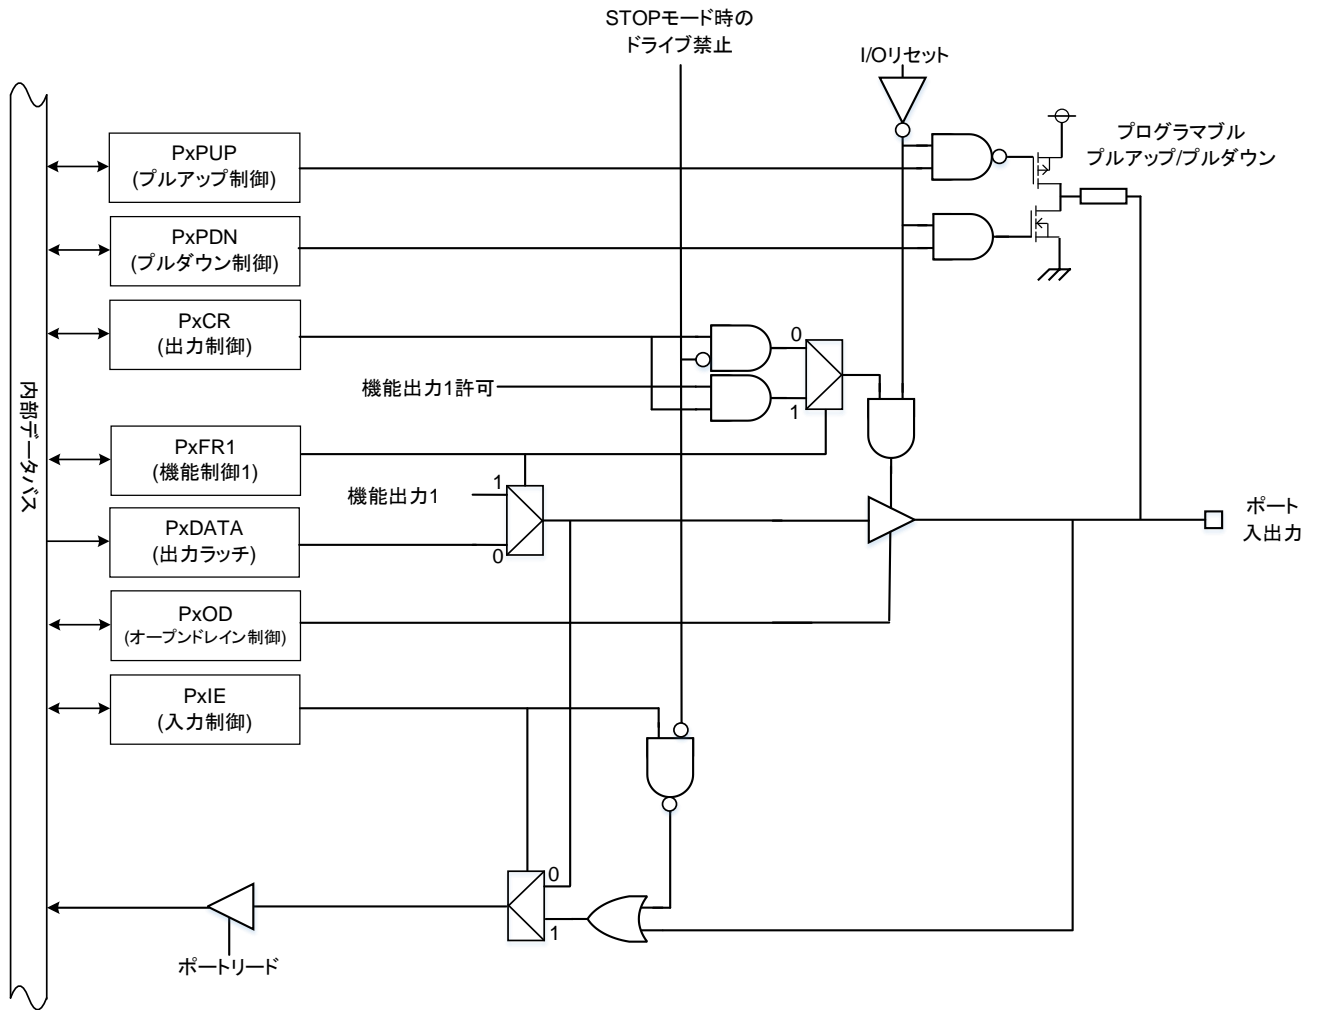 STOPモード時の
ドライブ禁止
I/Oリセット
プログラマブル
プルアップ/プルダウン
PxPUP
(プルアップ制御)
PxPDN
(プルダウン制御)
PxCR
(出力制御)
0
機能出力1許可
1
内部データバス
PxFR1
(機能制御1)
1
機能出力1
PxDATA
(出力ラッチ)
0
ポート
入出力
PxOD
(オープンドレイン制御)
PxIE
(入力制御)
0
1
ポートリード